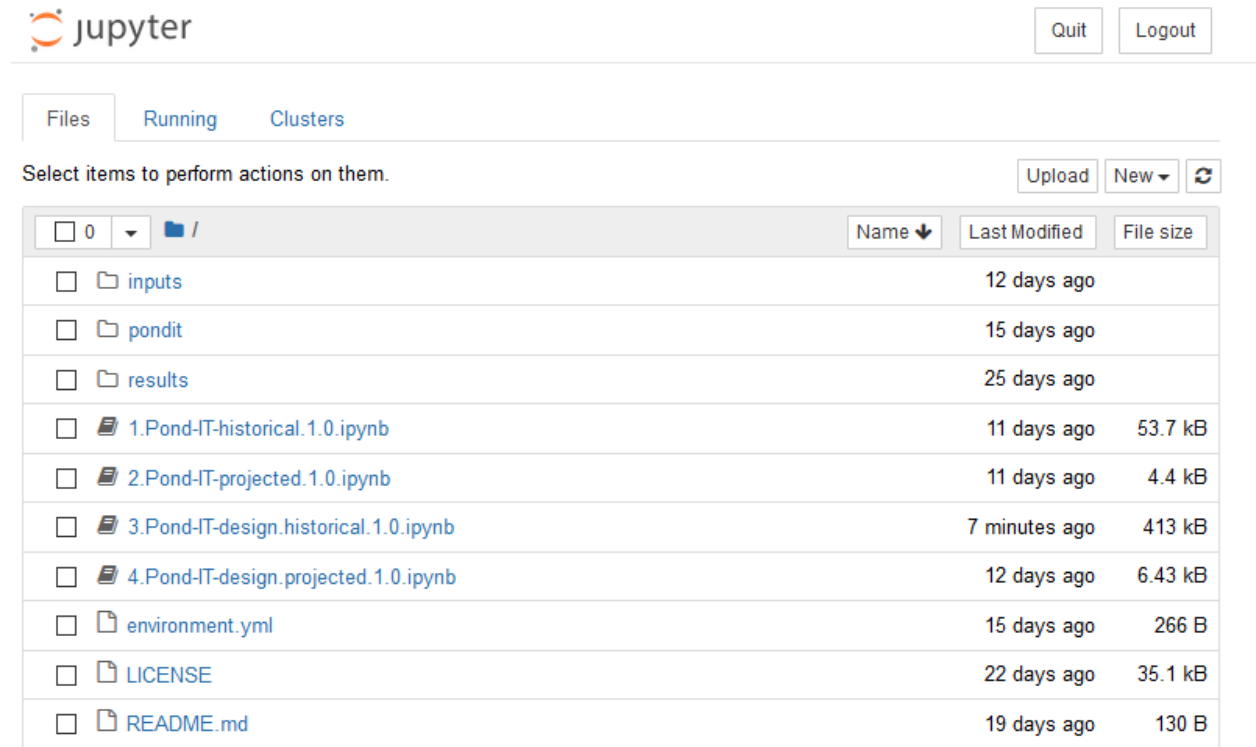 jupyter Quit Logout
Files Running Clusters
Select items to perform actions on them. Upload New
0 / Name Last Modified File size
inputs 12 days ago
pondit 15 days ago
results 25 days ago
1.Pond-IT-historical.1.0.ipynb 11 days ago 53.7 kB
2.Pond-IT-projected.1.0.ipynb 11 days ago 4.4 kB
3.Pond-IT-design.historical.1.0.ipynb 7 minutes ago 413 kB
4.Pond-IT-design.projected.1.0.ipynb 12 days ago 6.43 kB
environment.yml 15 days ago 266 B
LICENSE 22 days ago 35.1 kB
README.md 19 days ago 130 B